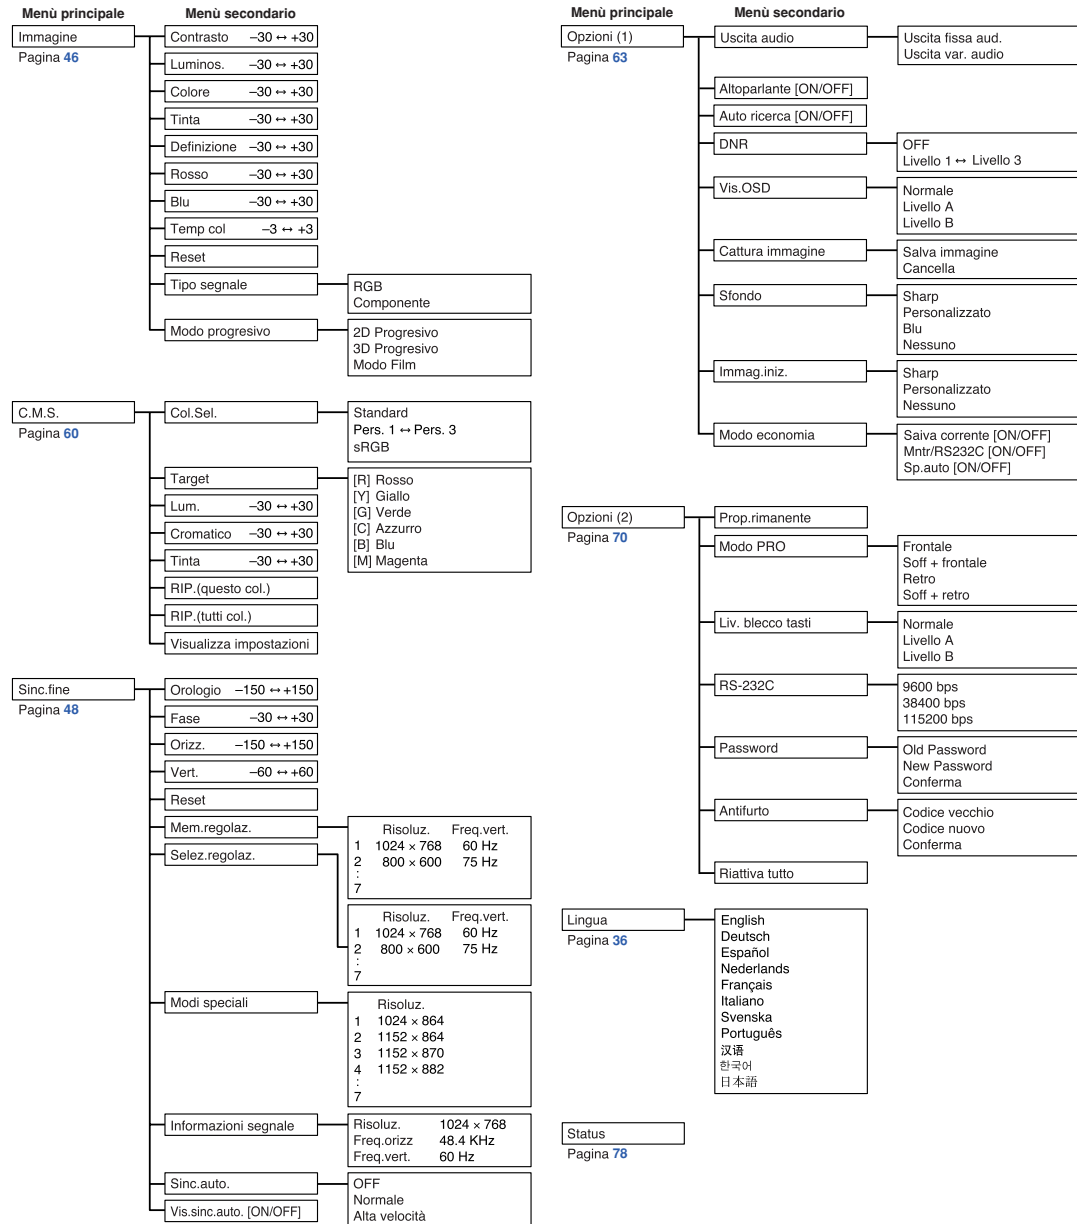 Menù principale Menù secondario
Immagine
Pagina 46
Contrasto –30 ↔ +30
Luminos. –30 ↔ +30
Colore –30 ↔ +30
Tinta –30 ↔ +30
Definizione –30 ↔ +30
Rosso –30 ↔ +30
Blu –30 ↔ +30
Temp col –3 ↔ +3
Reset
Tipo segnale
RGB
Componente
Modo progresivo
2D Progresivo
3D Progresivo
Modo Film
C.M.S.
Pagina 60
Col.Sel.
Standard
Pers. 1 ↔ Pers. 3
sRGB
Target
[R] Rosso
[Y] Giallo
[G] Verde
[C] Azzurro
[B] Blu
[M] Magenta
Lum. –30 ↔ +30
Cromatico –30 ↔ +30
Tinta –30 ↔ +30
RIP.(questo col.)
RIP.(tutti col.)
Visualizza impostazioni
Sinc.fine
Pagina 48
Orologio –150 ↔ +150
Fase –30 ↔ +30
Orizz. –150 ↔ +150
Vert. –60 ↔ +60
Reset
Mem.regolaz.
Risoluz. Freq.vert.
1 1024 × 768 60 Hz
2 800 × 600 75 Hz
:
7
Selez.regolaz.
Risoluz. Freq.vert.
1 1024 × 768 60 Hz
2 800 × 600 75 Hz
:
7
Modi speciali
Risoluz.
1 1024 × 864
2 1152 × 864
3 1152 × 870
4 1152 × 882
:
7
Informazioni segnale
Risoluz. 1024 × 768
Freq.orizz 48.4 KHz
Freq.vert. 60 Hz
Sinc.auto.
OFF
Normale
Alta velocità
Vis.sinc.auto. [ON/OFF]
Menù principale Menù secondario
Opzioni (1)
Pagina 63
Uscita audio
Uscita fissa aud.
Uscita var. audio
Altoparlante [ON/OFF]
Auto ricerca [ON/OFF]
DNR
OFF
Livello 1 ↔ Livello 3
Vis.OSD
Normale
Livello A
Livello B
Cattura immagine
Salva immagine
Cancella
Sfondo
Sharp
Personalizzato
Blu
Nessuno
Immag.iniz.
Sharp
Personalizzato
Nessuno
Modo economia
Saiva corrente [ON/OFF]
Mntr/RS232C [ON/OFF]
Sp.auto [ON/OFF]
Opzioni (2)
Pagina 70
Prop.rimanente
Modo PRO
Frontale
Soff + frontale
Retro
Soff + retro
Liv. blecco tasti
Normale
Livello A
Livello B
RS-232C
9600 bps
38400 bps
115200 bps
Password
Old Password
New Password
Conferma
Antifurto
Codice vecchio
Codice nuovo
Conferma
Riattiva tutto
Lingua
Pagina 36
English
Deutsch
Español
Nederlands
Français
Italiano
Svenska
Português
汉语
한국어
日本語
Status
Pagina 78